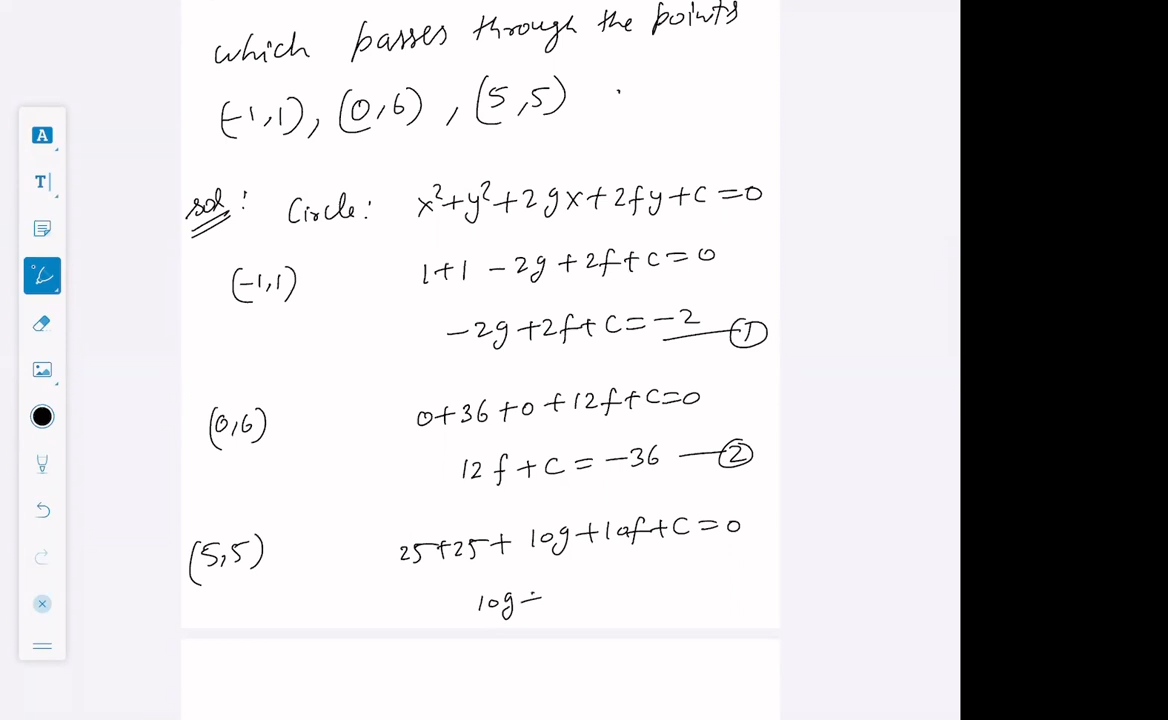 which passes through the points
(-1,1), (0,6), (5,5).
Sol: Circle: x²+y²+2gx+2fy+c=0
(-1,1) 1+1-2g+2f+c=0
-2g+2f+c=-2 — ①
(0,6) 0+36+0+12f+c=0
12f+c=-36 — ②
(5,5) 25+25+10g+10f+c=0
10g+
A
T|